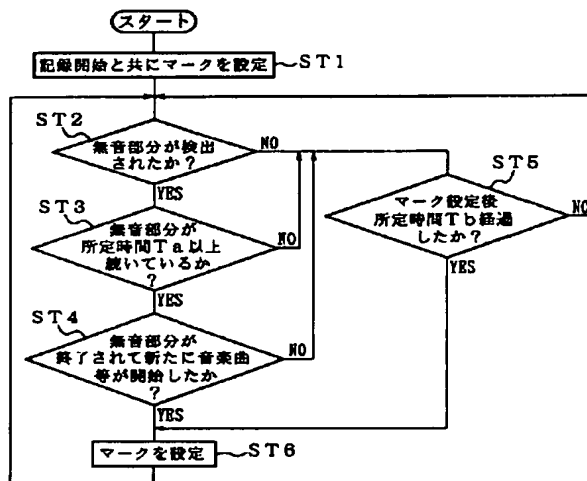 スタート
記録開始と共にマークを設定
ST1
ST2
無音部分が検出
されたか？
NO
YES
ST3
無音部分が
所定時間Ta以上
続いているか
？
NO
YES
ST4
無音部分が
終了されて新たに音楽曲
等が開始したか
？
NO
YES
ST5
マーク設定後
所定時間Tb経過
したか？
NO
YES
マークを設定
ST6